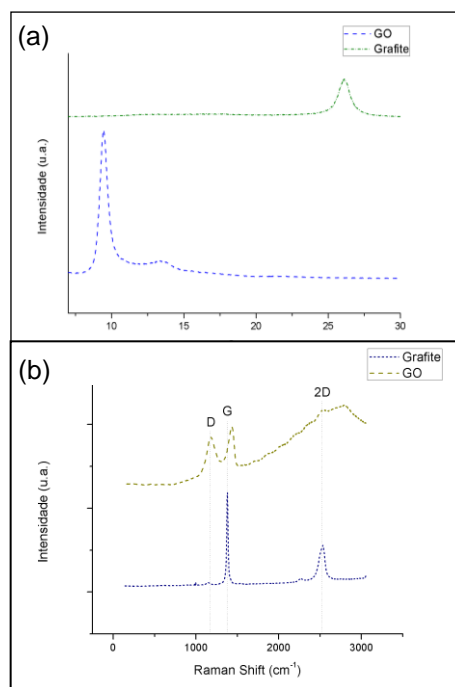 (a)
GO
Grafite
Intensidade (u.a.)
10 15 20 25 30
(b)
Grafite
GO
D G 2D
Intensidade (u.a.)
0 1000 2000 3000
Raman Shift (cm⁻¹)